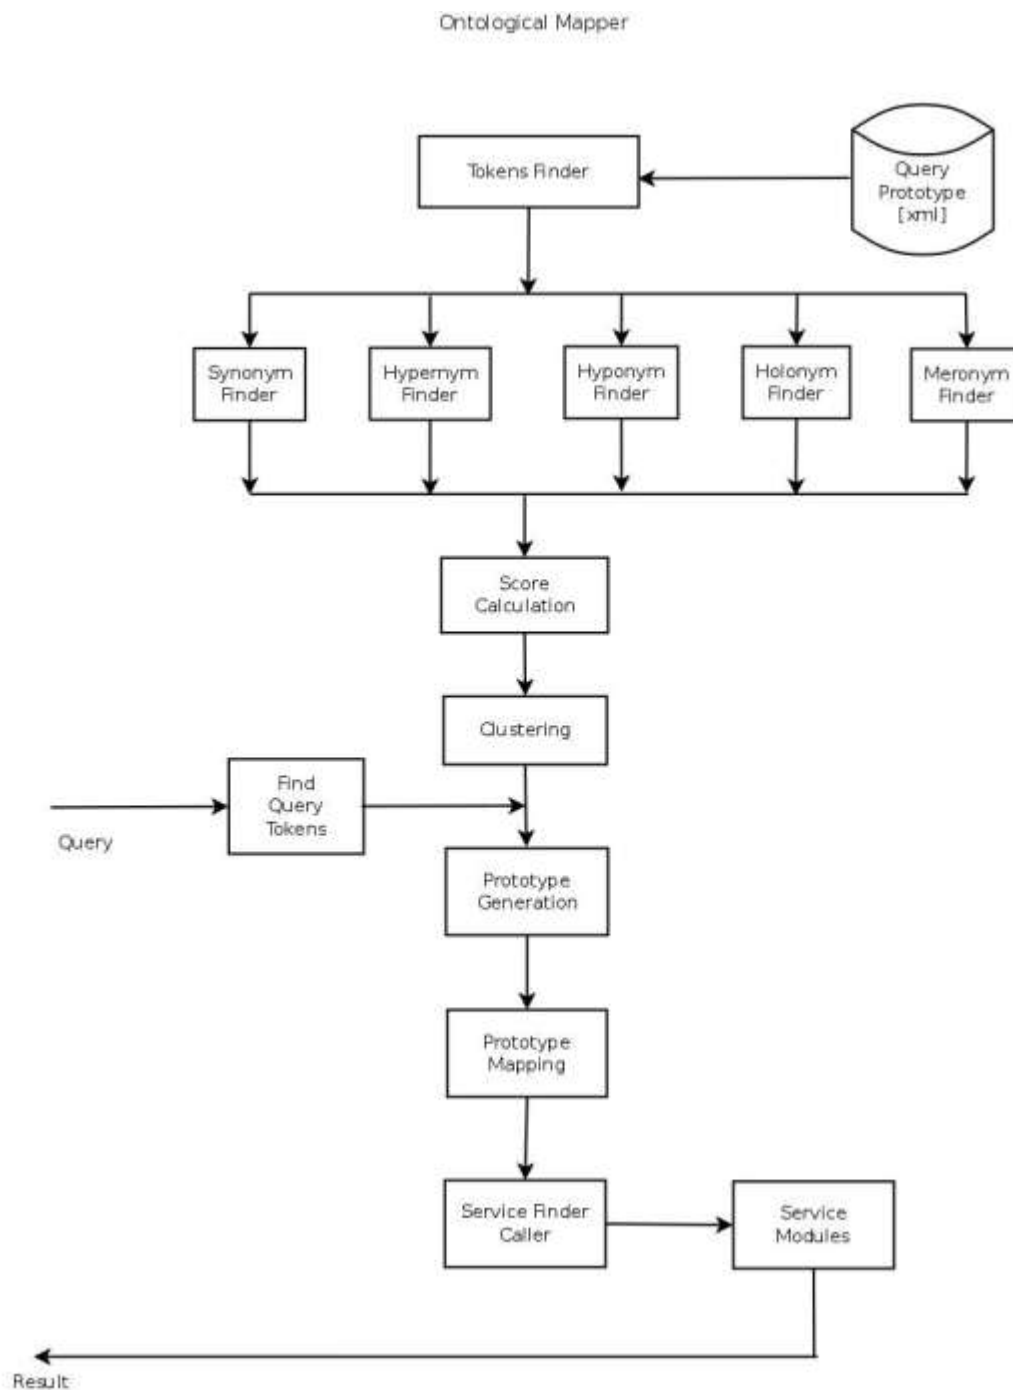 Ontological Mapper
Tokens Finder
Query
Prototype
[xml]
Synonym
Finder
Hypernym
Finder
Hyponym
Finder
Holonym
Finder
Meronym
Finder
Score
Calculation
Clustering
Find
Query
Tokens
Query
Prototype
Generation
Prototype
Mapping
Service Finder
Caller
Service
Modules
Result